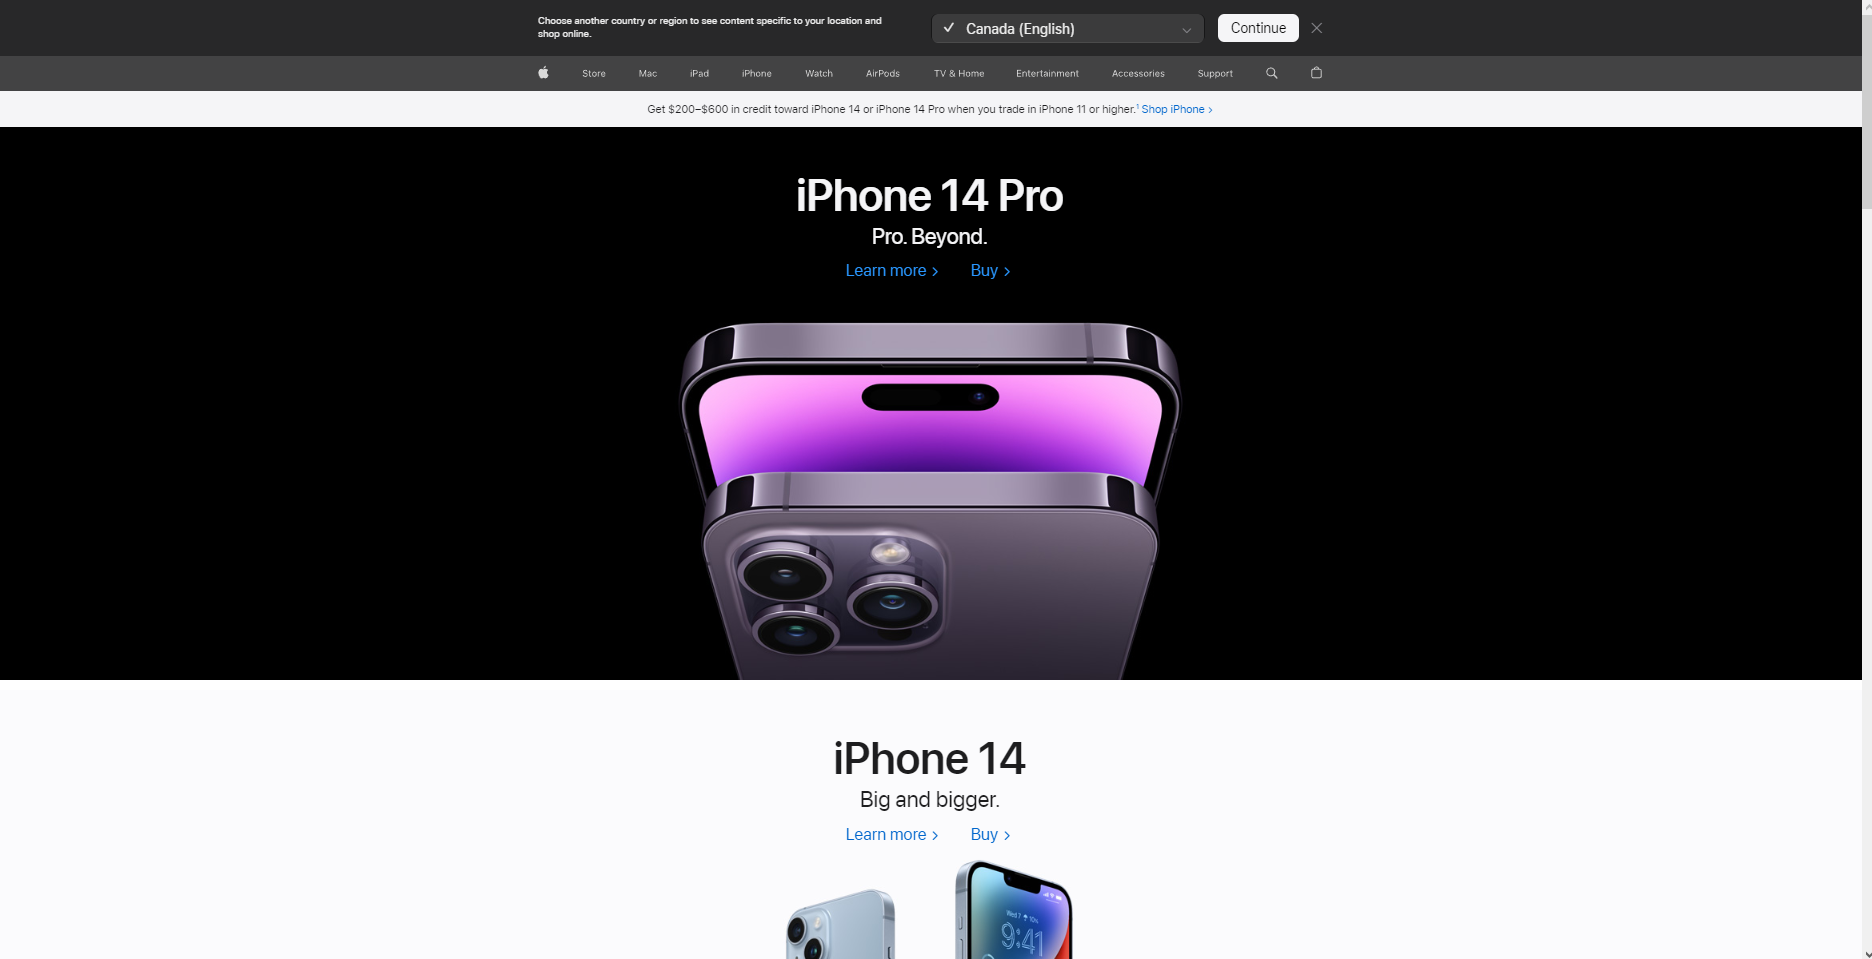 Choose another country or region to see content specific to your location and
shop online.
Canada (English)
Continue
Store Mac iPad iPhone Watch AirPods TV & Home Entertainment Accessories Support
Get $200–$600 in credit toward iPhone 14 or iPhone 14 Pro when you trade in iPhone 11 or higher.¹ Shop iPhone >
iPhone 14 Pro
Pro. Beyond.
Learn more > Buy >
iPhone 14
Big and bigger.
Learn more > Buy >
Wed 7 10%
9:41